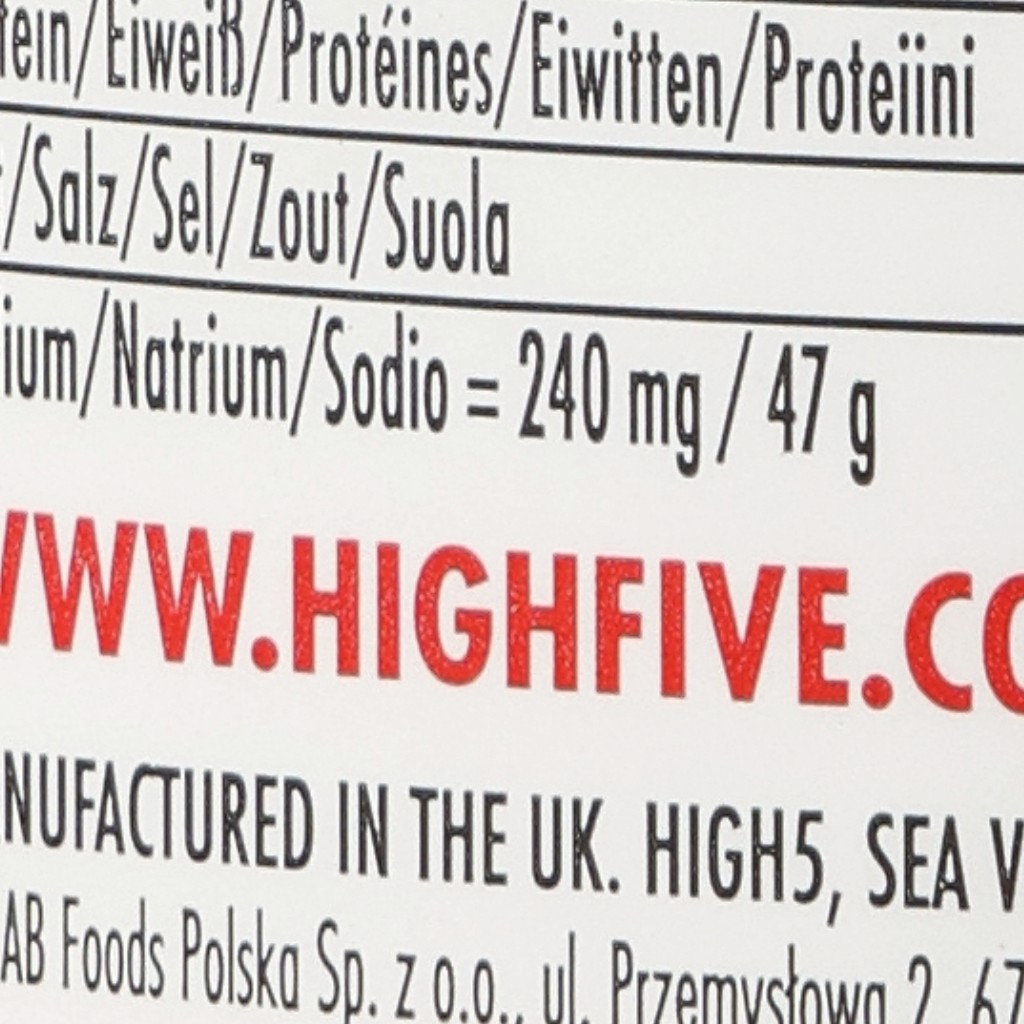 tein/Eiweiß/Protéines/Eiwitten/Proteiini
/Salz/Sel/Zout/Suola
ium/Natrium/Sodio = 240 mg / 47 g
WWW.HIGHFIVE.CO
NUFACTURED IN THE UK. HIGH5, SEA V
AB Foods Polska Sp. z o.o., ul. Przemysłowa 2, 67